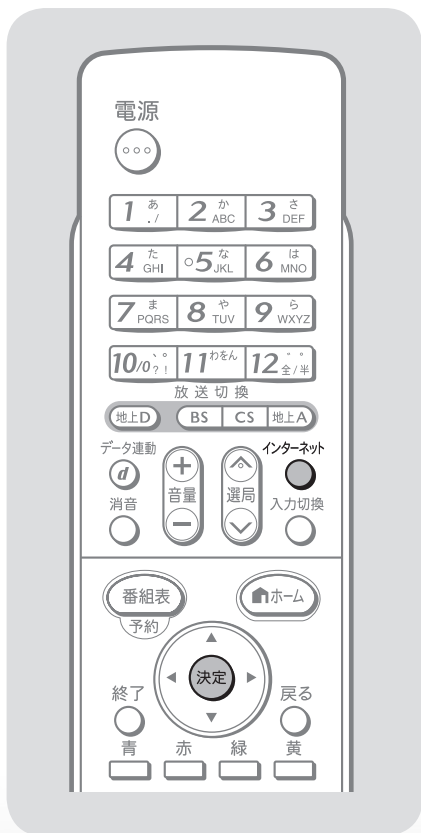 電源
1 あ ./ 2 か ABC 3 さ DEF
4 た GHI 5 な JKL 6 は MNO
7 ま PQRS 8 や TUV 9 ら WXYZ
10/0 、。?! 11 わをん 12 ゛゜全/半
放送切換
地上D BS CS 地上A
データ連動 インターネット
d + 音量 − 選局
消音 入力切換
番組表 ホーム
予約
決定
終了 戻る
青 赤 緑 黄